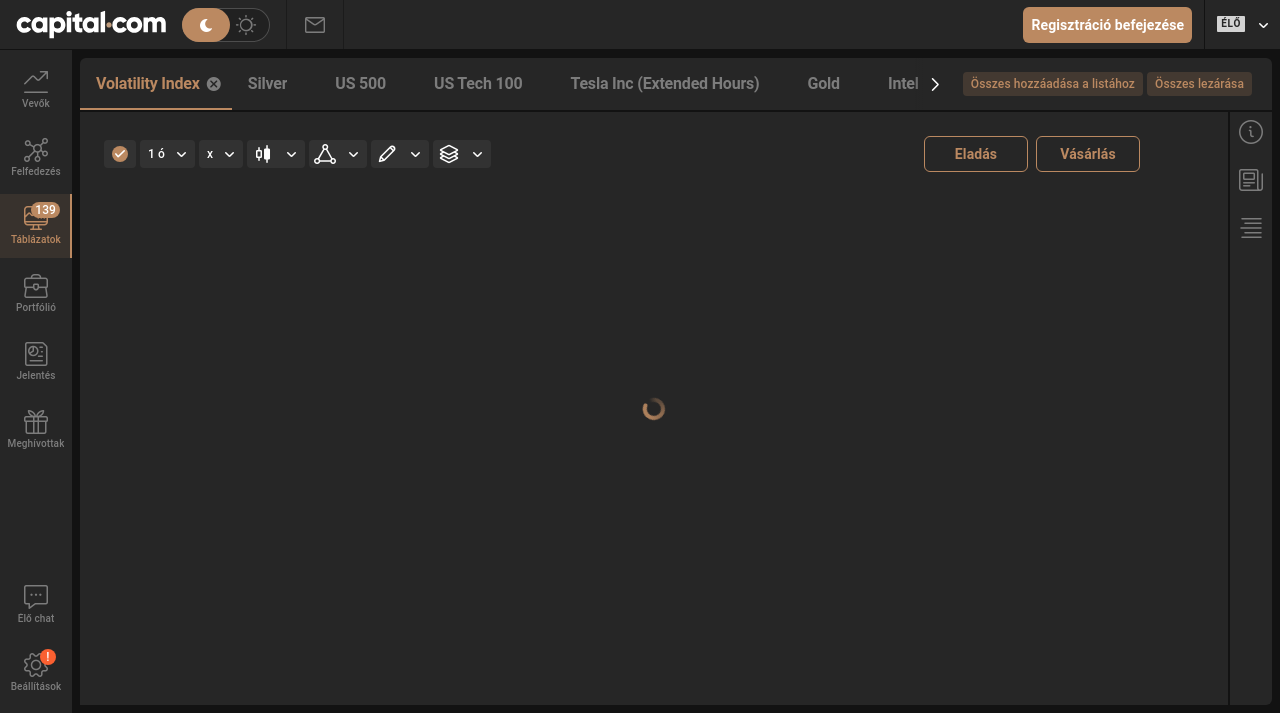 capital.com
Regisztráció befejezése
ÉLŐ
Vevők
Felfedezés
139
Táblázatok
Portfólió
Jelentés
Meghívottak
Élő chat
!
Beállítások
Volatility Index
Silver
US 500
US Tech 100
Tesla Inc (Extended Hours)
Gold
Intel
Összes hozzáadása a listához
Összes lezárása
1 ó
x
Eladás
Vásárlás